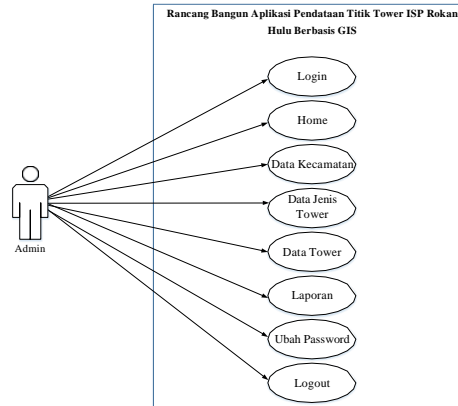 Rancang Bangun Aplikasi Pendataan Titik Tower ISP Rokan
Hulu Berbasis GIS
Login
Home
Data Kecamatan
Data Jenis
Tower
Data Tower
Laporan
Ubah Password
Logout
Admin